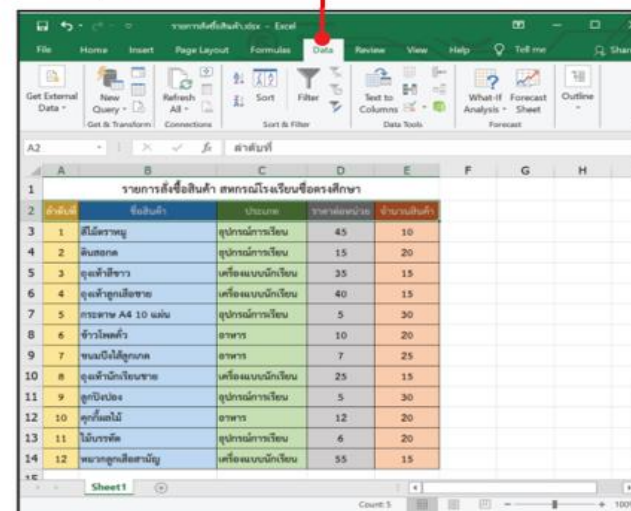 รายการสั่งซื้อสินค้า.xlsx - Excel
File Home Insert Page Layout Formulas Data Review View Help Tell me Share
Get External Data
New Query
Get & Transform
Refresh All
Connections
Sort
Filter
Sort & Filter
Text to Columns
Data Tools
What-If Analysis
Forecast Sheet
Forecast
Outline
A2 fx ลำดับที่
A B C D E F G H
1 รายการสั่งซื้อสินค้า สหกรณ์โรงเรียนซื่อตรงศึกษา
2 ลำดับที่ ชื่อสินค้า ประเภท ราคาต่อหน่วย จำนวนสินค้า
3 1 สีไม้ตราหมู อุปกรณ์การเรียน 45 10
4 2 ดินสอกด อุปกรณ์การเรียน 15 20
5 3 ถุงเท้าสีขาว เครื่องแบบนักเรียน 35 15
6 4 ถุงเท้าลูกเสือชาย เครื่องแบบนักเรียน 40 15
7 5 กระดาษ A4 10 แผ่น อุปกรณ์การเรียน 5 30
8 6 ข้าวโพดคั่ว อาหาร 10 20
9 7 ขนมปังไส้ลูกเกด อาหาร 7 25
10 8 ถุงเท้านักเรียนชาย เครื่องแบบนักเรียน 25 15
11 9 ลูกปิงปอง อุปกรณ์การเรียน 5 30
12 10 คุกกี้ผลไม้ อาหาร 12 20
13 11 ไม้บรรทัด อุปกรณ์การเรียน 6 20
14 12 หมวกลูกเสือสามัญ เครื่องแบบนักเรียน 55 15
Sheet1
Count: 5 100%